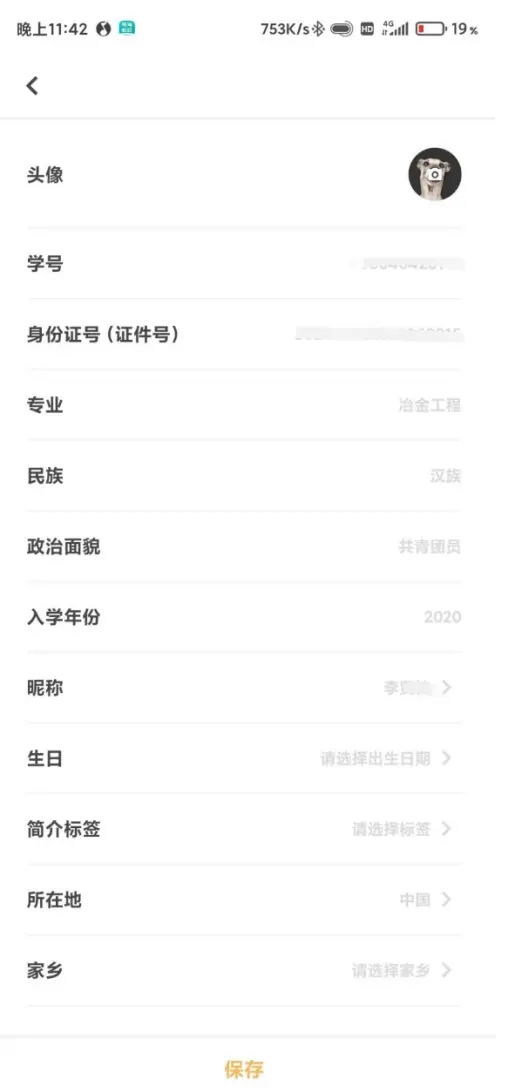 晚上11:42 753K/s HD 4G 19%
头像
学号
身份证号（证件号）
专业 冶金工程
民族 汉族
政治面貌 共青团员
入学年份 2020
昵称 李
生日 请选择出生日期
简介标签 请选择标签
所在地 中国
家乡 请选择家乡
保存